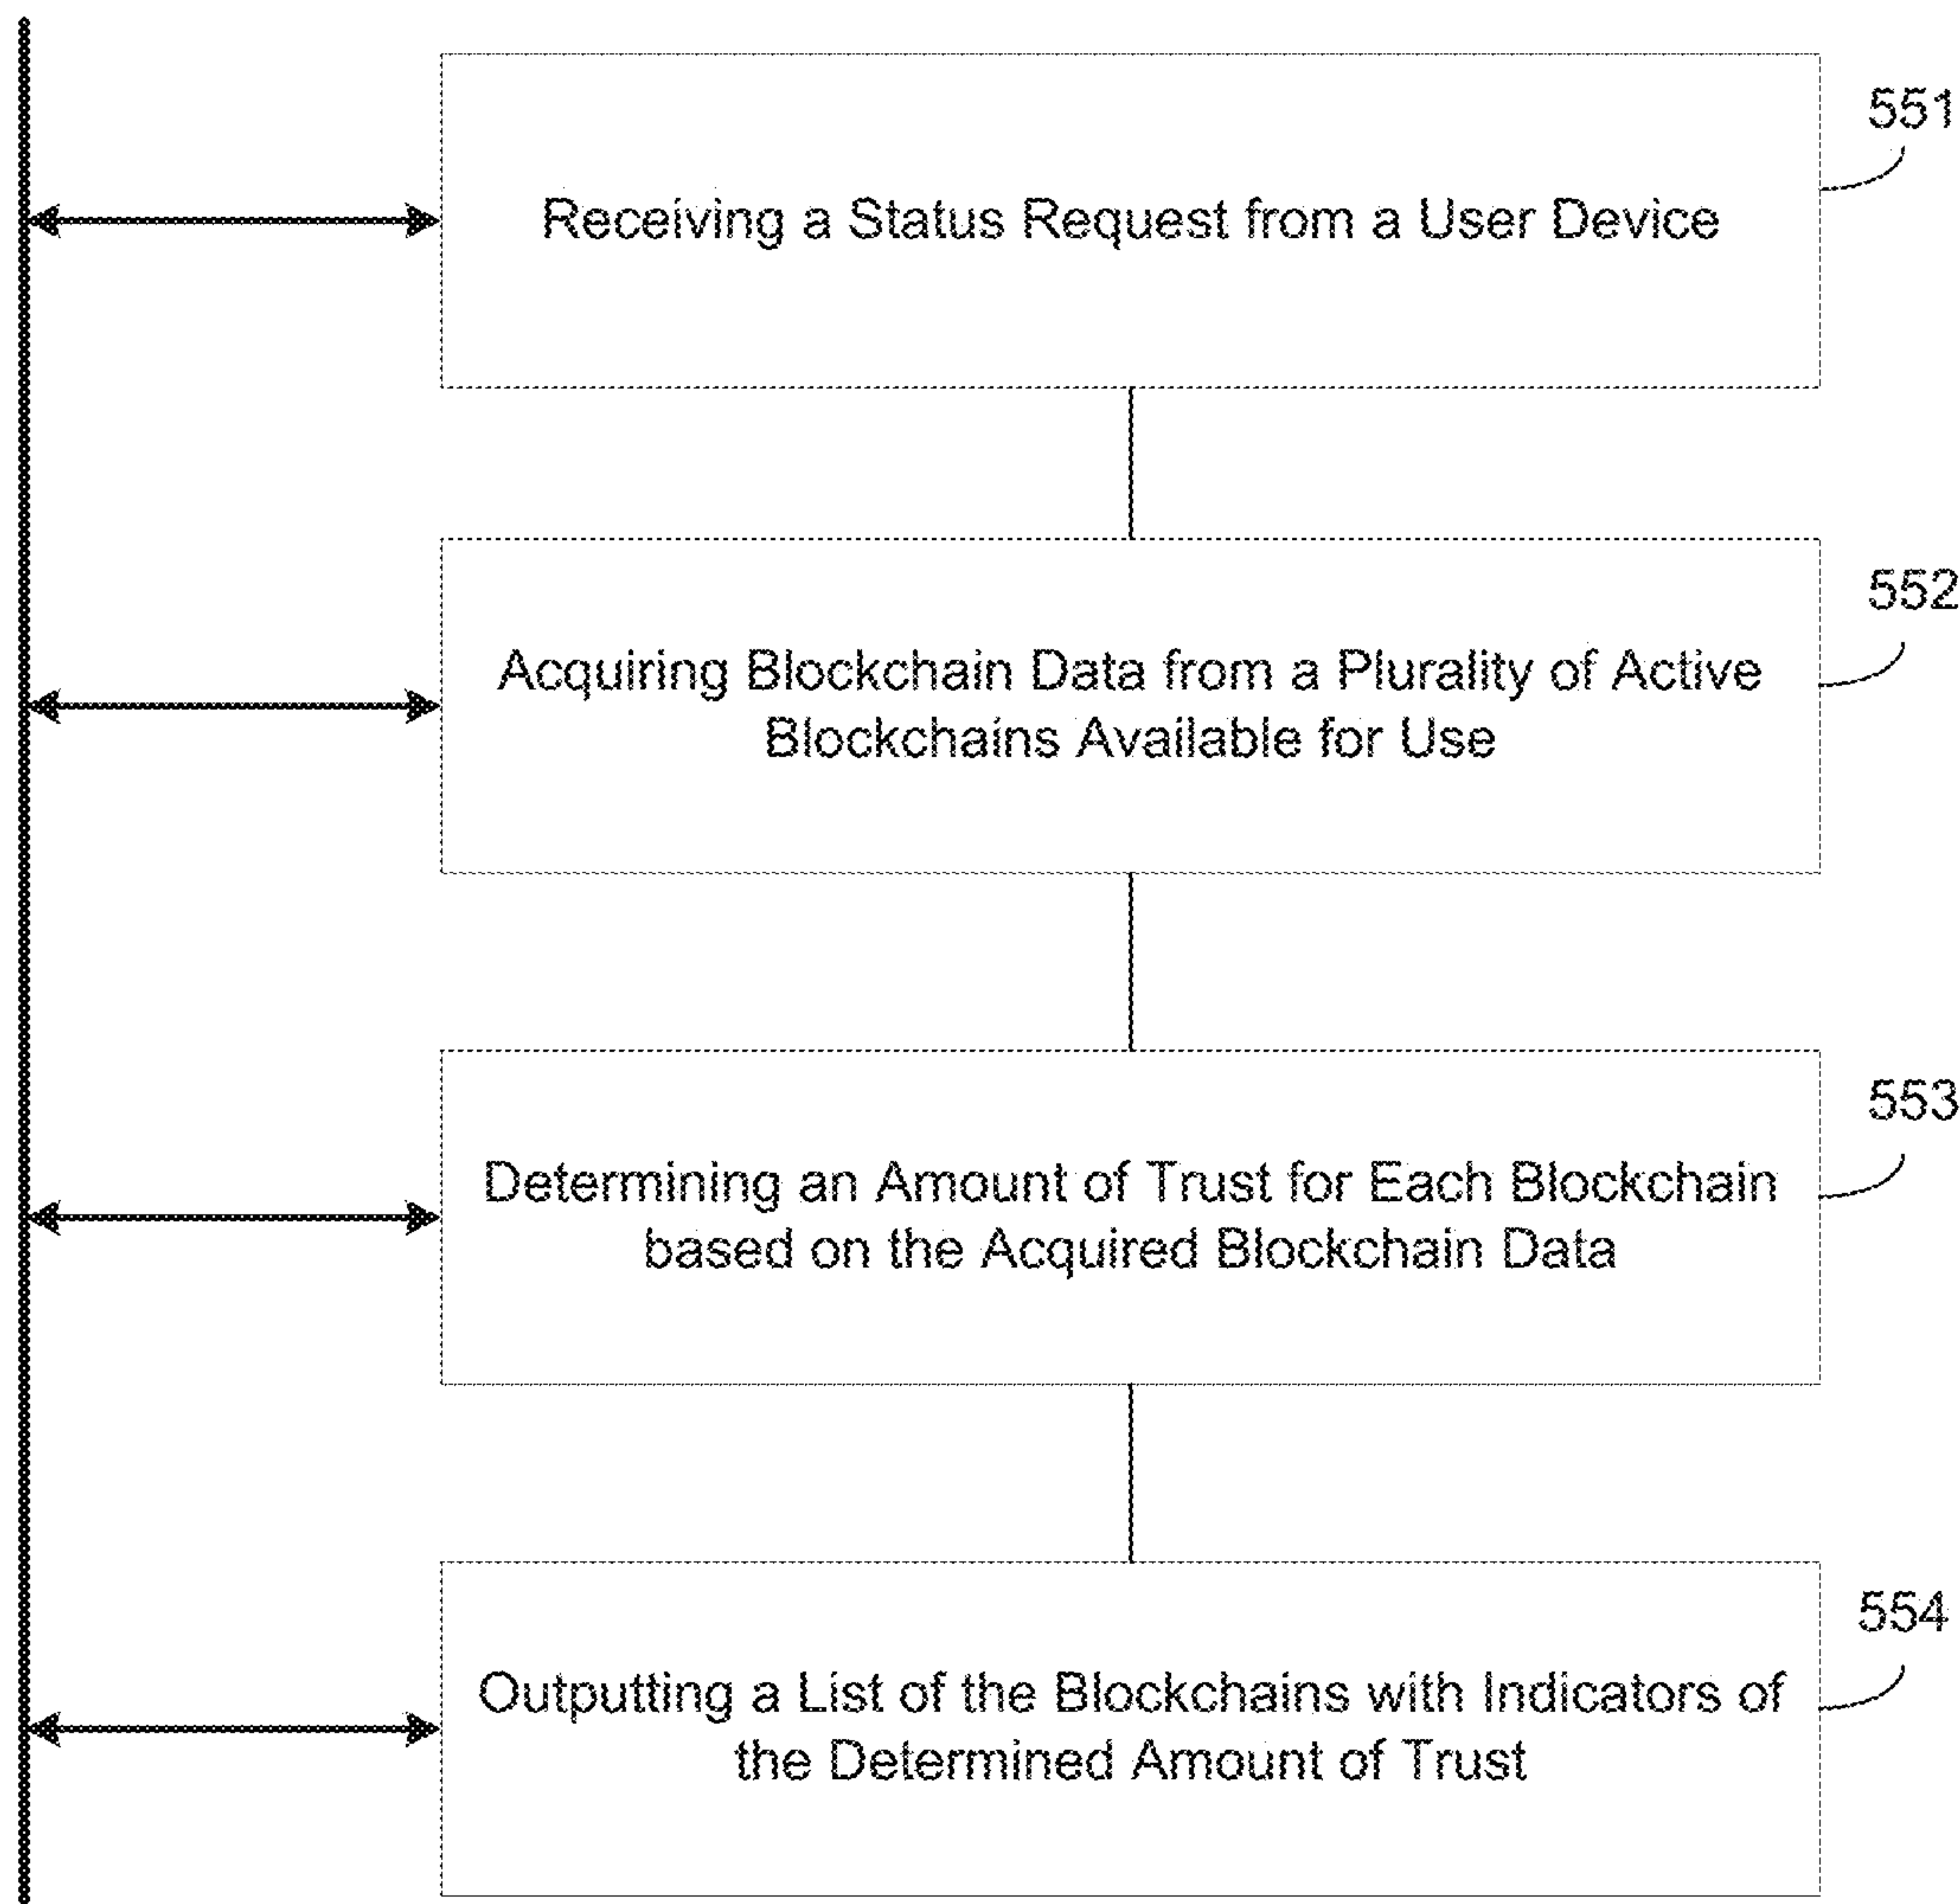 551
Receiving a Status Request from a User Device
552
Acquiring Blockchain Data from a Plurality of Active
Blockchains Available for Use
553
Determining an Amount of Trust for Each Blockchain
based on the Acquired Blockchain Data
554
Outputting a List of the Blockchains with Indicators of
the Determined Amount of Trust